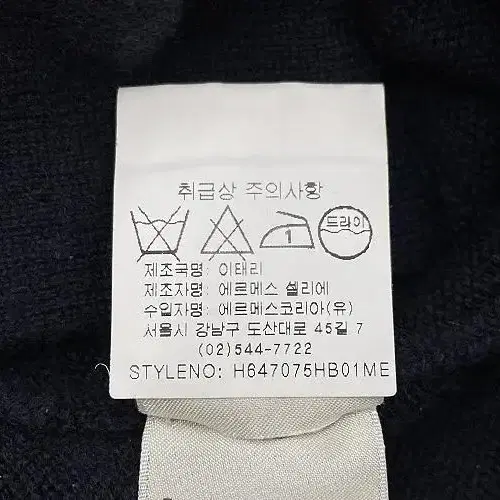 취급상 주의사항
1 드라이
제조국명: 이태리
제조자명: 에르메스 셀리에
수입자명: 에르메스코리아(유)
서울시 강남구 도산대로 45길 7
(02)544-7722
STYLENO: H647075HB01ME